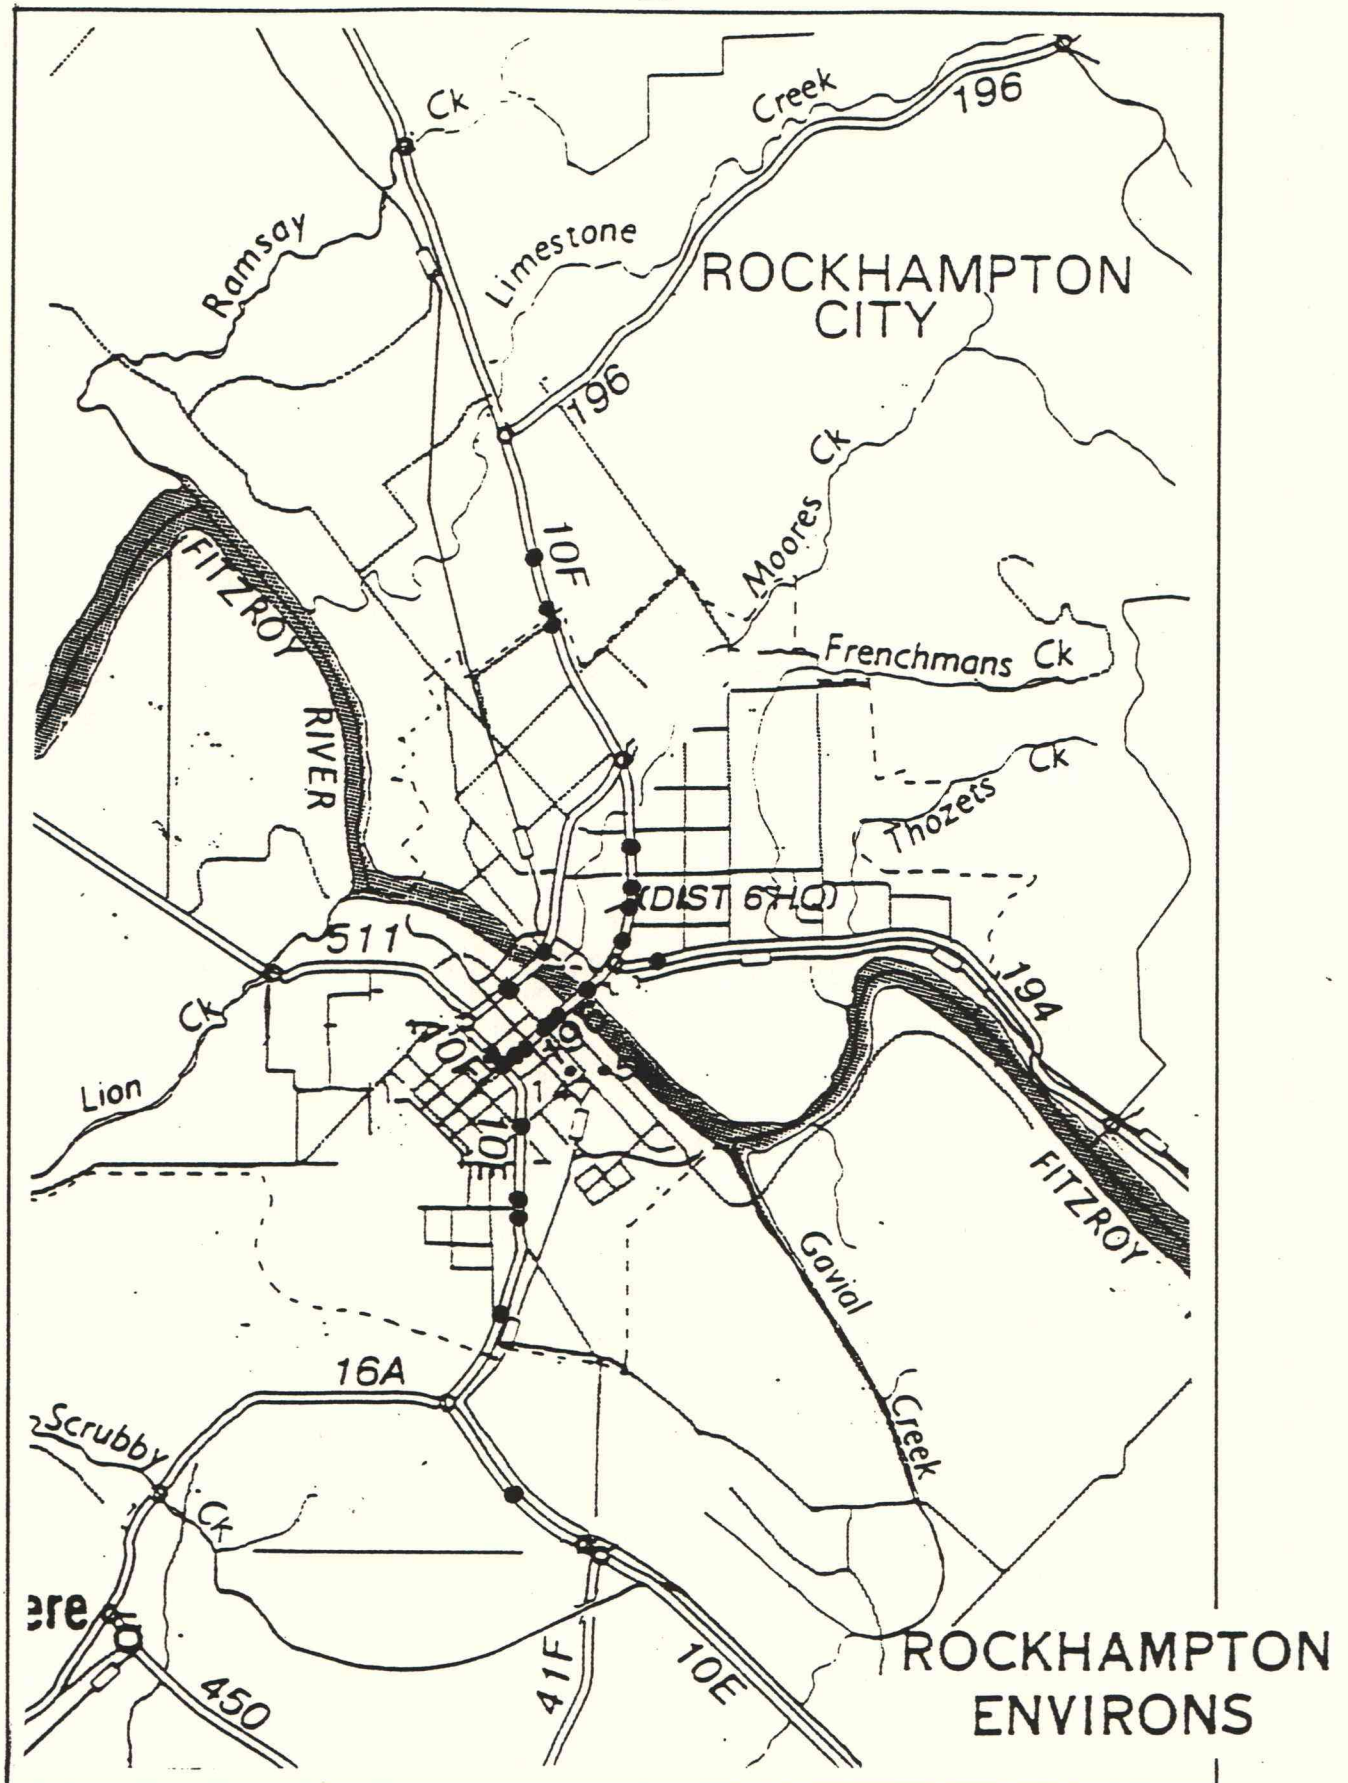 Ck
Creek
196
Ramsay
Limestone
ROCKHAMPTON
CITY
196
Ck
Moores
10F
FITZROY
RIVER
Frenchmans Ck
Ck
Thozets
(DIST 6 HQ)
511
194
Ck
Lion
10F
10E
FITZROY
Gavial
Creek
16A
Scrubby
Ck
ere
450
41F
10E
ROCKHAMPTON
ENVIRONS